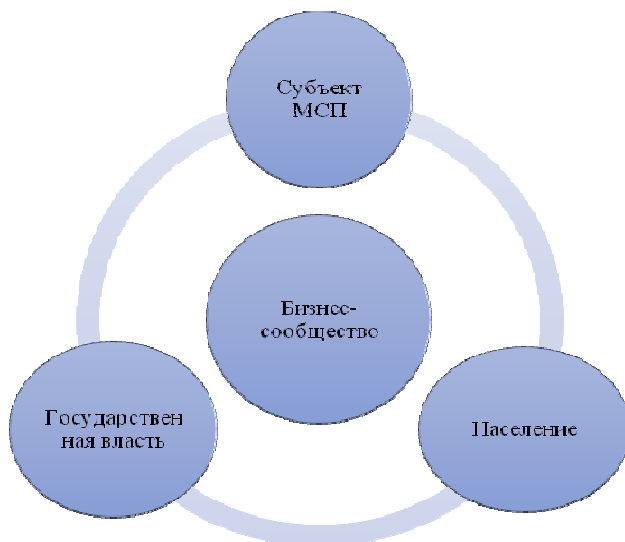 Субъект
МСП
Бизнес-
сообщество
Государствен
ная власть
Население